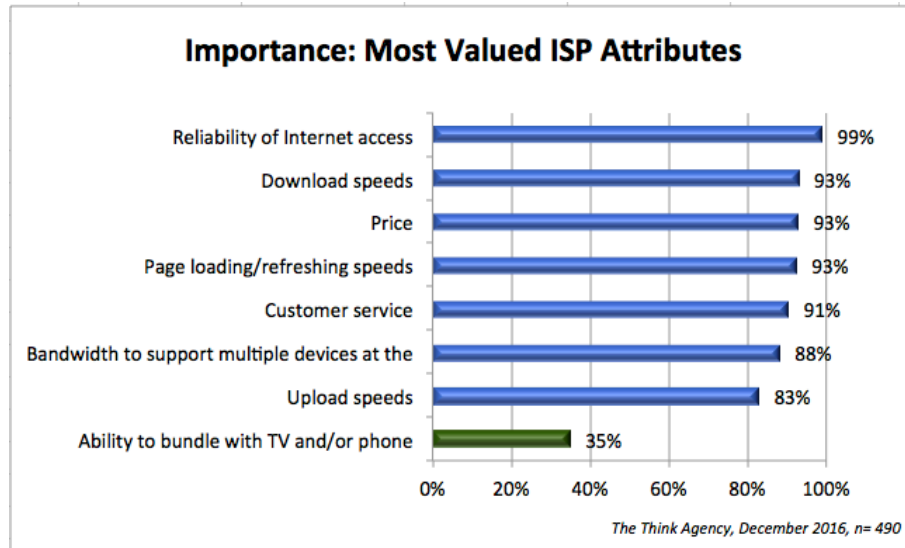 Importance: Most Valued ISP Attributes
Reliability of Internet access 99%
Download speeds 93%
Price 93%
Page loading/refreshing speeds 93%
Customer service 91%
Bandwidth to support multiple devices at the 88%
Upload speeds 83%
Ability to bundle with TV and/or phone 35%
0% 20% 40% 60% 80% 100%
The Think Agency, December 2016, n= 490